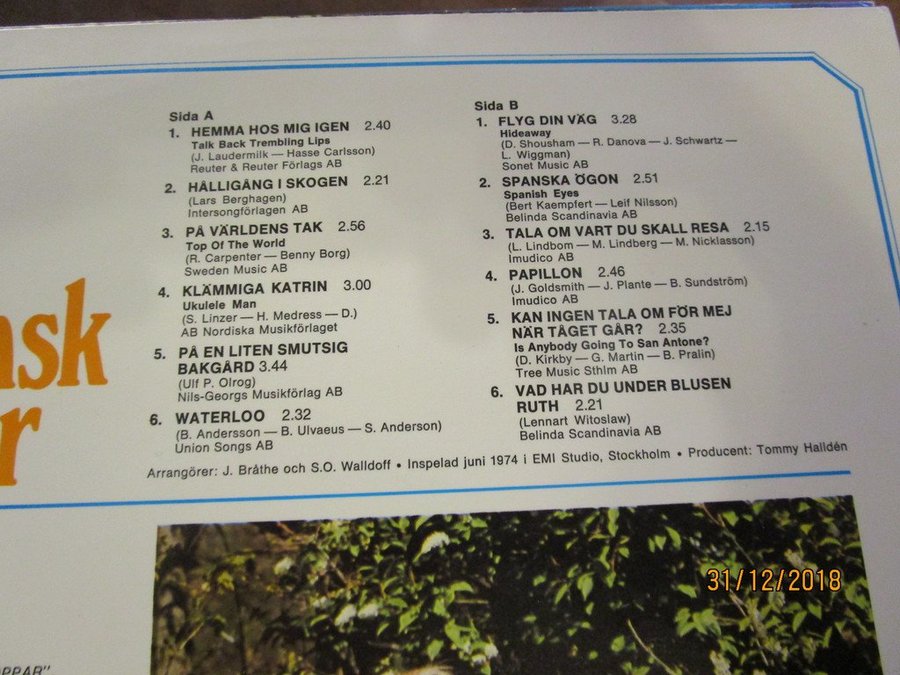 Sida A
1. HEMMA HOS MIG IGEN 2.40
Talk Back Trembling Lips
(J. Laudermilk — Hasse Carlsson)
Reuter & Reuter Förlags AB
2. HÅLLIGÅNG I SKOGEN 2.21
(Lars Berghagen)
Intersongförlagen AB
3. PÅ VÄRLDENS TAK 2.56
Top Of The World
(R. Carpenter — Benny Borg)
Sweden Music AB
4. KLÄMMIGA KATRIN 3.00
Ukulele Man
(S. Linzer — H. Medress — D.)
AB Nordiska Musikförlaget
5. PÅ EN LITEN SMUTSIG
BAKGÅRD 3.44
(Ulf P. Olrog)
Nils-Georgs Musikförlag AB
6. WATERLOO 2.32
(B. Andersson — B. Ulvaeus — S. Anderson)
Union Songs AB
Sida B
1. FLYG DIN VÄG 3.28
Hideaway
(D. Shousham — R. Danova — J. Schwartz —
L. Wiggman)
Sonet Music AB
2. SPANSKA ÖGON 2.51
Spanish Eyes
(Bert Kaempfert — Leif Nilsson)
Belinda Scandinavia AB
3. TALA OM VART DU SKALL RESA 2.15
(L. Lindbom — M. Lindberg — M. Nicklasson)
Imudico AB
4. PAPILLON 2.46
(J. Goldsmith — J. Plante — B. Sundström)
Imudico AB
5. KAN INGEN TALA OM FÖR MEJ
NÄR TÅGET GÅR? 2.35
Is Anybody Going To San Antone?
(D. Kirkby — G. Martin — B. Pralin)
Tree Music Sthlm AB
6. VAD HAR DU UNDER BLUSEN
RUTH 2.21
(Lennart Witoslaw)
Belinda Scandinavia AB
Arrangörer: J. Bråthe och S.O. Walldoff • Inspelad juni 1974 i EMI Studio, Stockholm • Producent: Tommy Halldén
31/12/2018